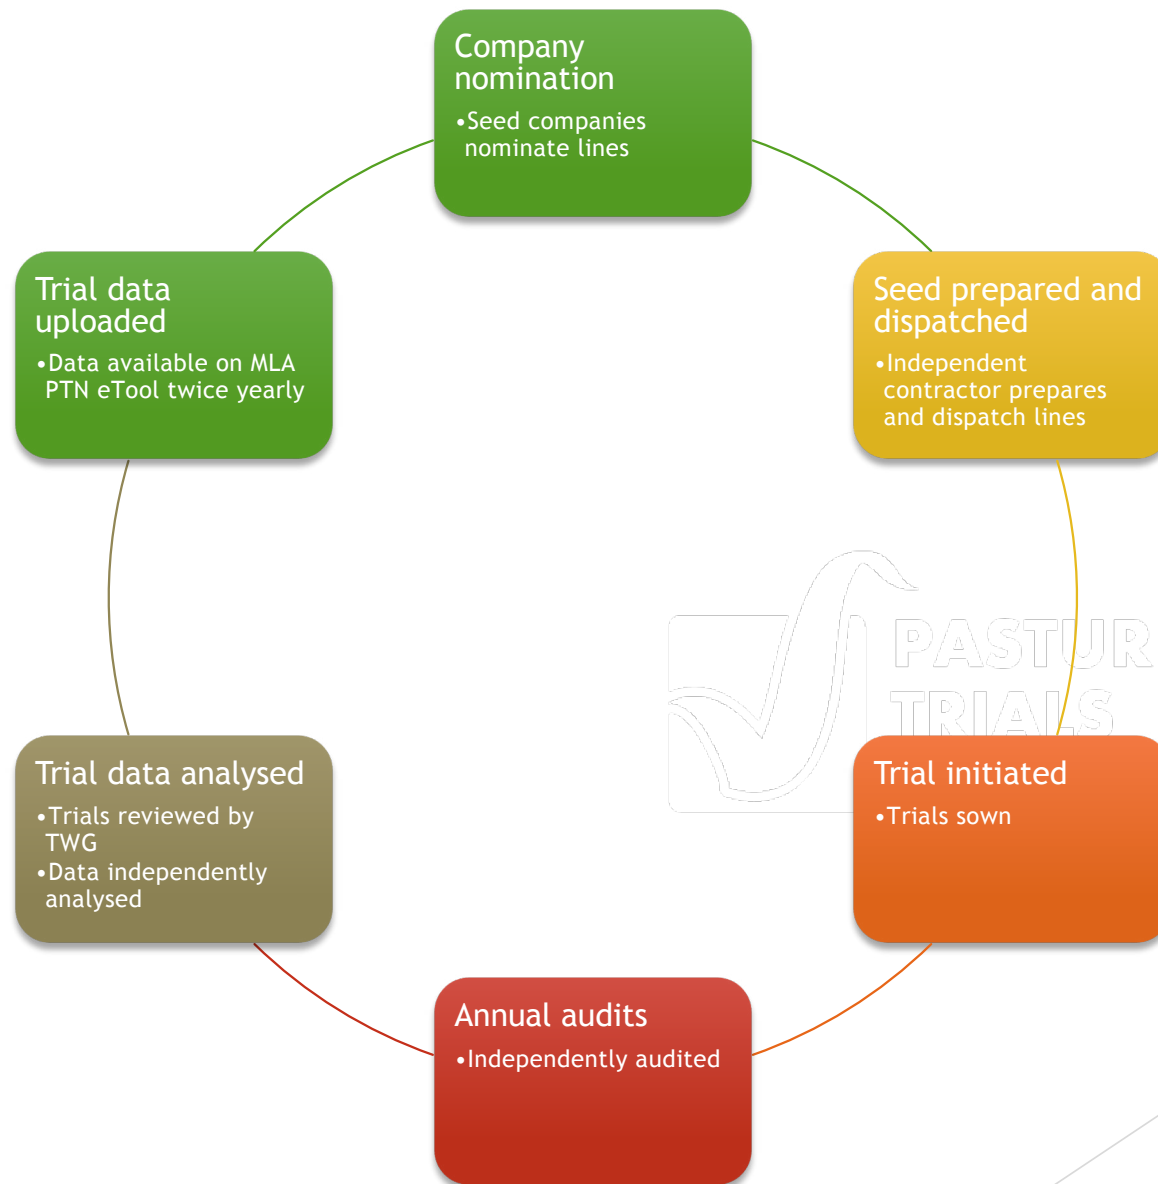 Company
nomination
•Seed companies
nominate lines
Seed prepared and
dispatched
•Independent
contractor prepares
and dispatch lines
Trial initiated
•Trials sown
Annual audits
•Independently audited
Trial data analysed
•Trials reviewed by
TWG
•Data independently
analysed
Trial data
uploaded
•Data available on MLA
PTN eTool twice yearly
PASTUR
TRIALS